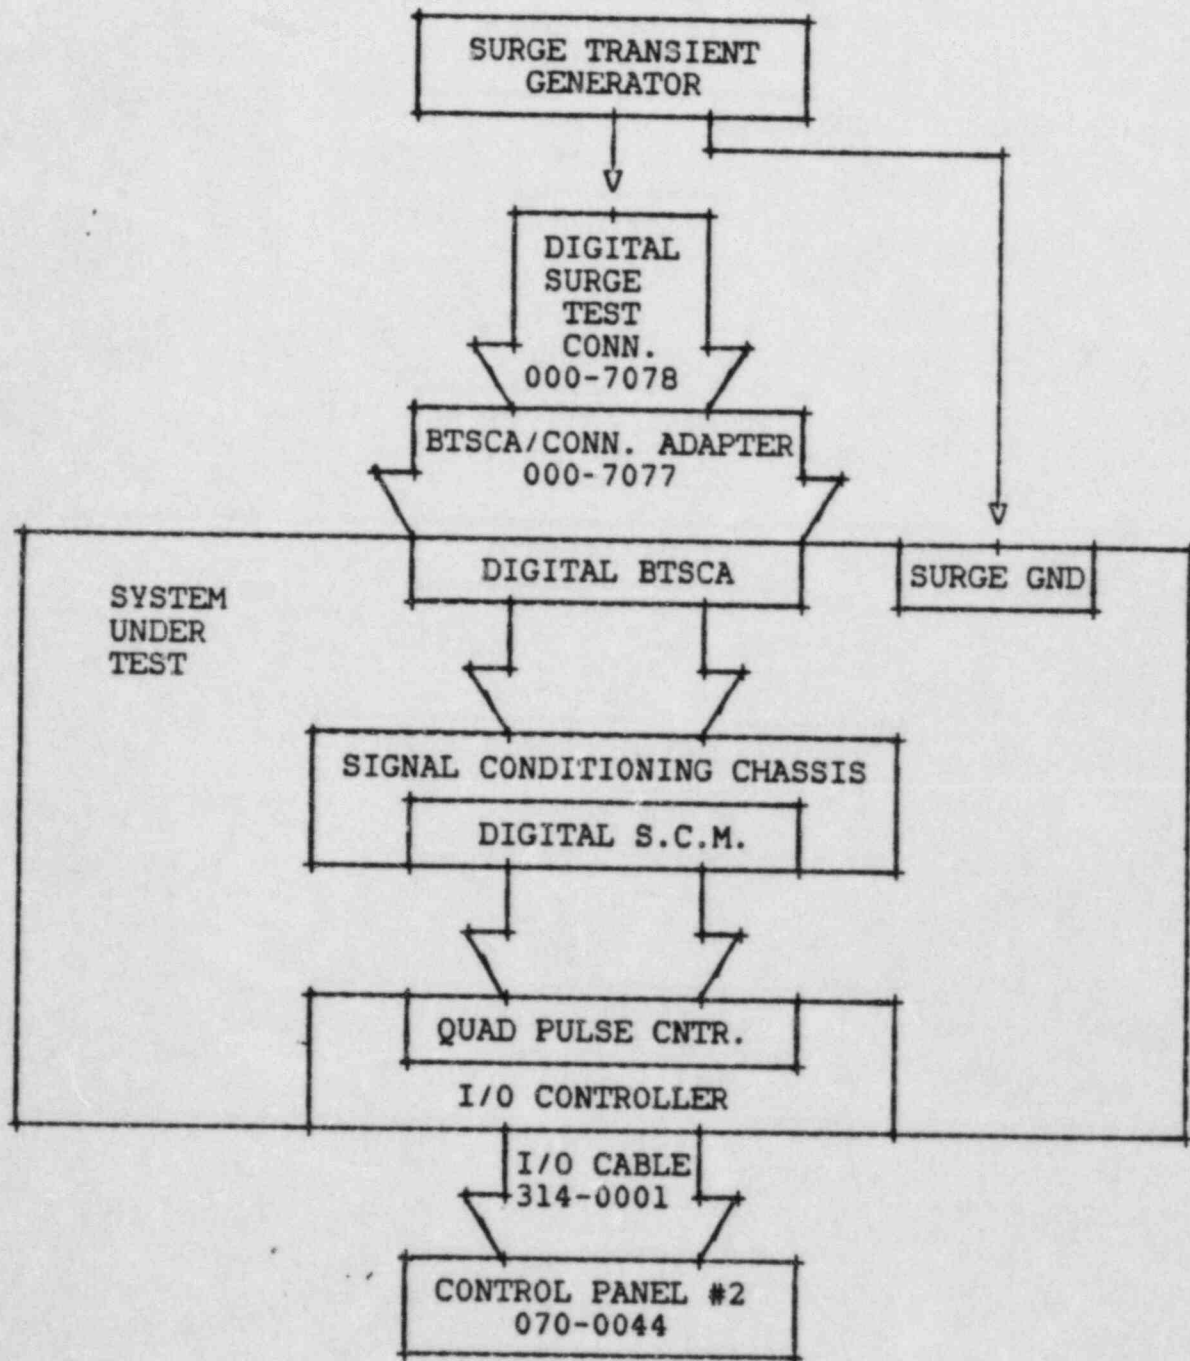 SURGE TRANSIENT
GENERATOR
DIGITAL
SURGE
TEST
CONN.
000-7078
BTSCA/CONN. ADAPTER
000-7077
DIGITAL BTSCA
SURGE GND
SYSTEM
UNDER
TEST
SIGNAL CONDITIONING CHASSIS
DIGITAL S.C.M.
QUAD PULSE CNTR.
I/O CONTROLLER
I/O CABLE
314-0001
CONTROL PANEL #2
070-0044